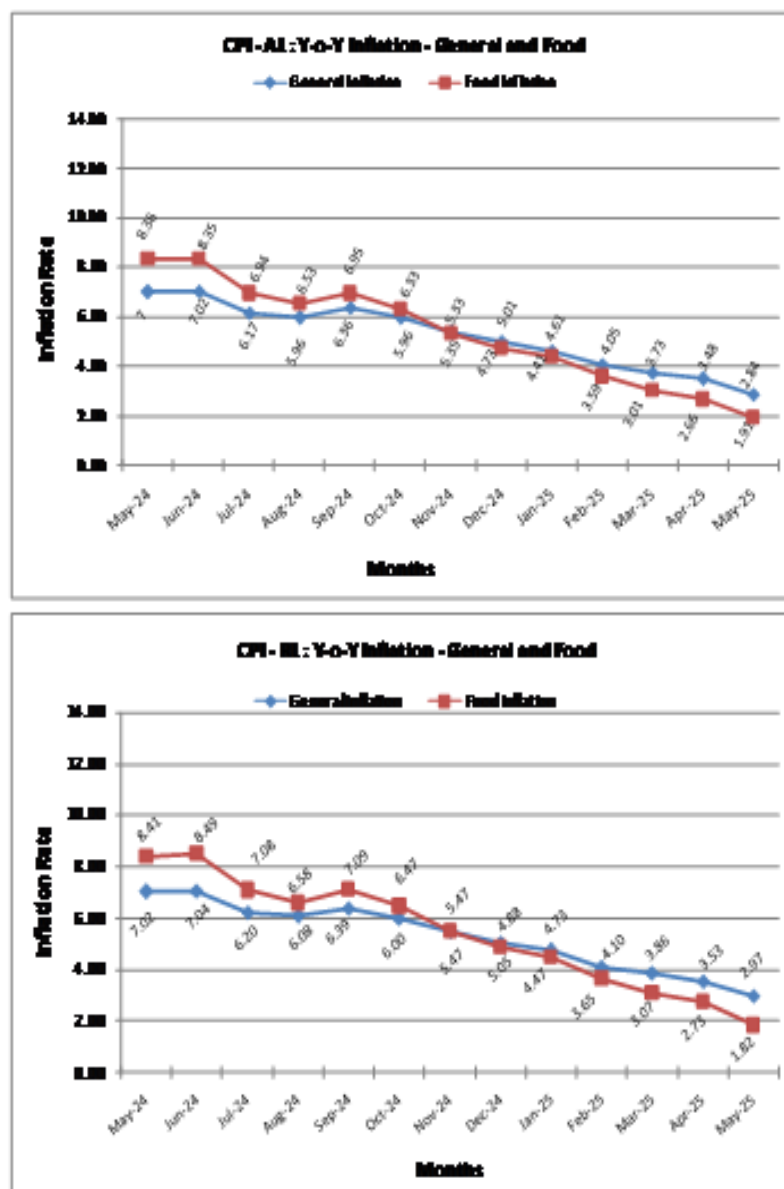 CPI - AL : Y-o-Y Inflation - General and Food
General Inflation Food Inflation
14.00
12.00
10.00
8.00
6.00
4.00
2.00
0.00
Inflation Rate
8.35 6.94 6.53 6.95 6.33 5.33 5.01 4.61 4.05 3.73 3.48 2.84
7 7.02 6.17 5.96 6.36 5.96 5.35 4.73 3.59 3.01 2.66
May-24 Jun-24 Jul-24 Aug-24 Sep-24 Oct-24 Nov-24 Dec-24 Jan-25 Feb-25 Mar-25 Apr-25 May-25
Months
CPI - RL : Y-o-Y Inflation - General and Food
General Inflation Food Inflation
14.00
12.00
10.00
8.00
6.00
4.00
2.00
0.00
Inflation Rate
8.41 8.49 7.08 6.58 7.09 6.47 5.47 4.88 4.73 4.10 3.86 3.53 2.97
7.02 7.04 6.20 6.08 6.39 6.00 5.47 5.05 4.47 3.65 3.07 2.73 1.82
May-24 Jun-24 Jul-24 Aug-24 Sep-24 Oct-24 Nov-24 Dec-24 Jan-25 Feb-25 Mar-25 Apr-25 May-25
Months